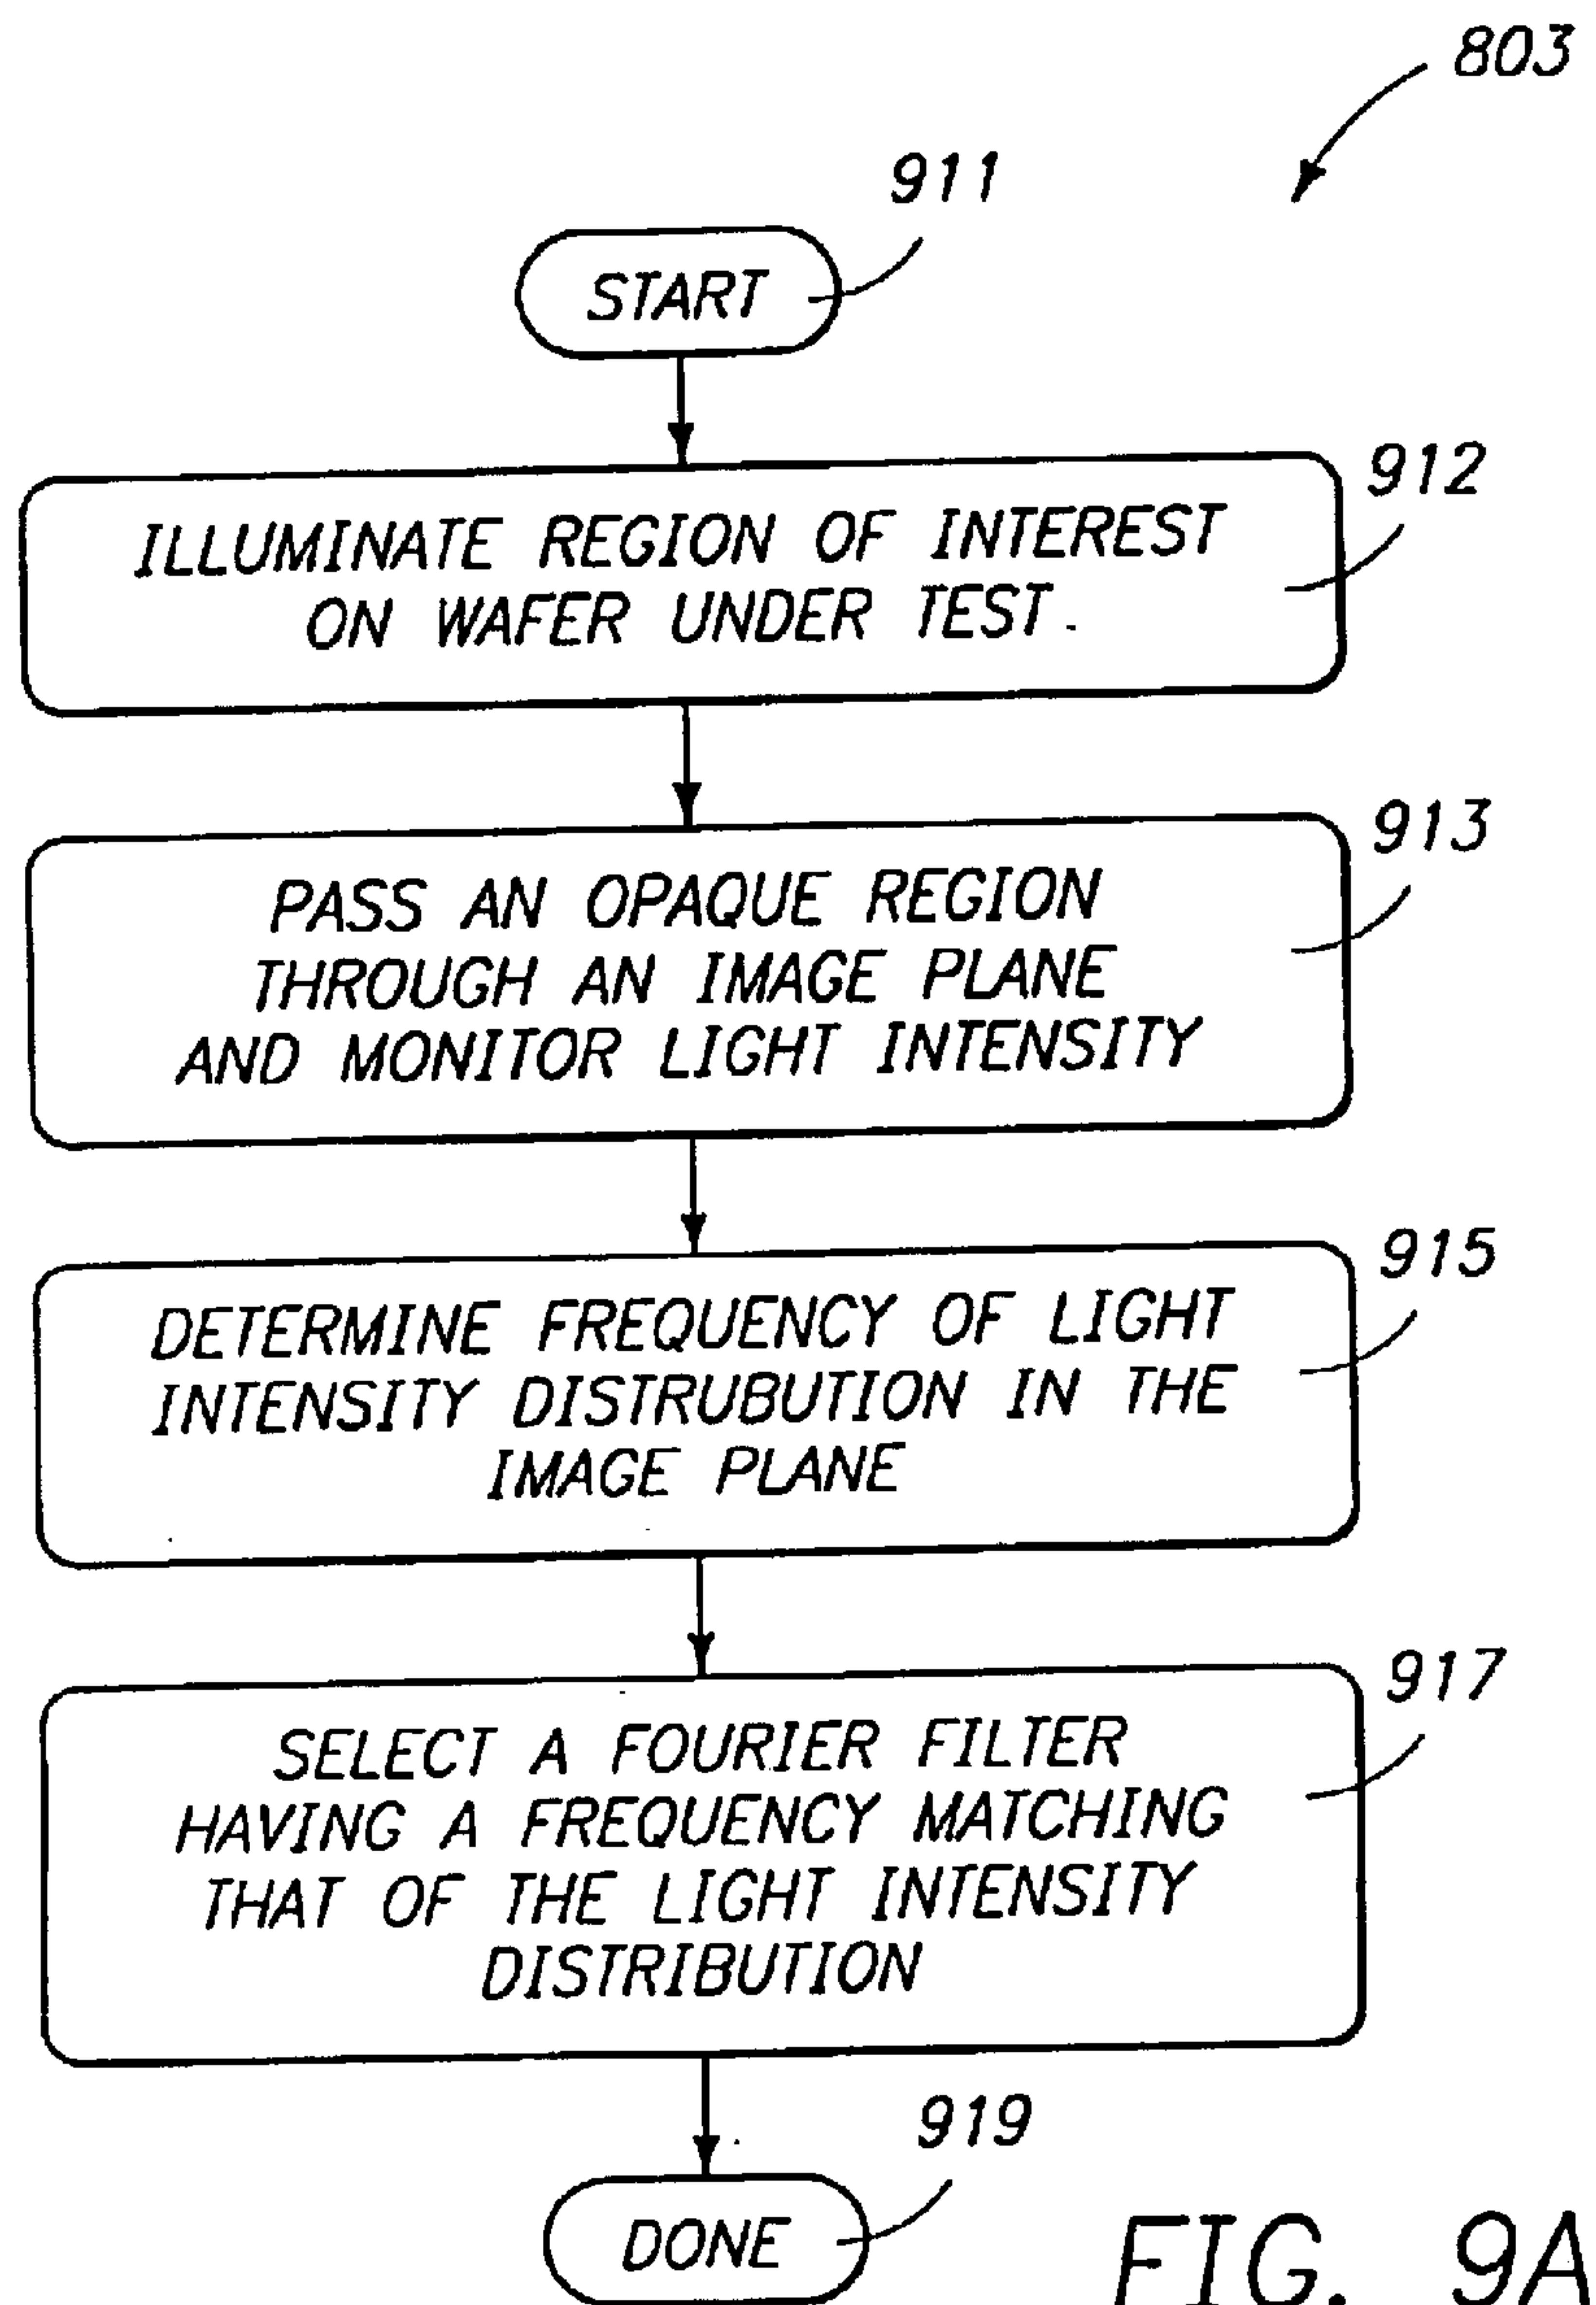 803
911
START
912
ILLUMINATE REGION OF INTEREST
ON WAFER UNDER TEST.
913
PASS AN OPAQUE REGION
THROUGH AN IMAGE PLANE
AND MONITOR LIGHT INTENSITY
915
DETERMINE FREQUENCY OF LIGHT
INTENSITY DISTRUBUTION IN THE
IMAGE PLANE
917
SELECT A FOURIER FILTER
HAVING A FREQUENCY MATCHING
THAT OF THE LIGHT INTENSITY
DISTRIBUTION
919
DONE
FIG. 9A